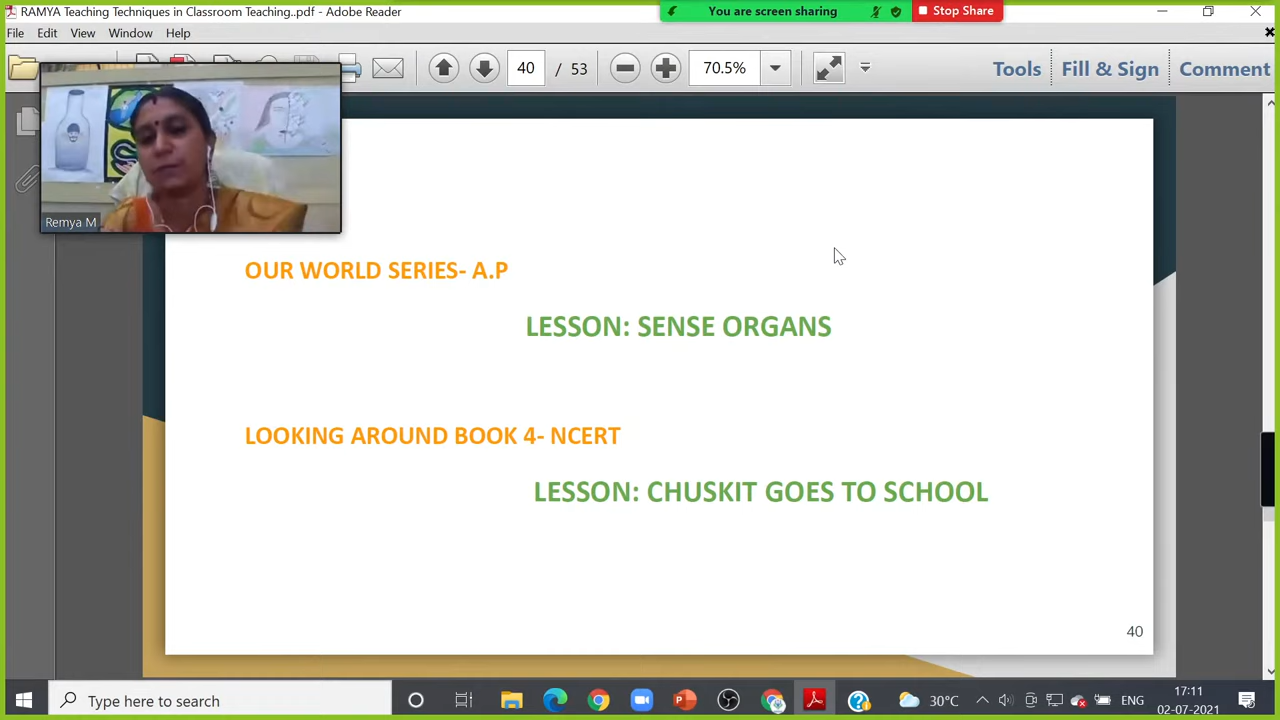 RAMYA Teaching Techniques in Classroom Teaching..pdf - Adobe Reader
You are screen sharing
Stop Share
File Edit View Window Help
40 / 53
70.5%
Tools Fill & Sign Comment
Remya M
OUR WORLD SERIES- A.P
LESSON: SENSE ORGANS
LOOKING AROUND BOOK 4- NCERT
LESSON: CHUSKIT GOES TO SCHOOL
40
Type here to search
30°C
ENG
17:11
02-07-2021